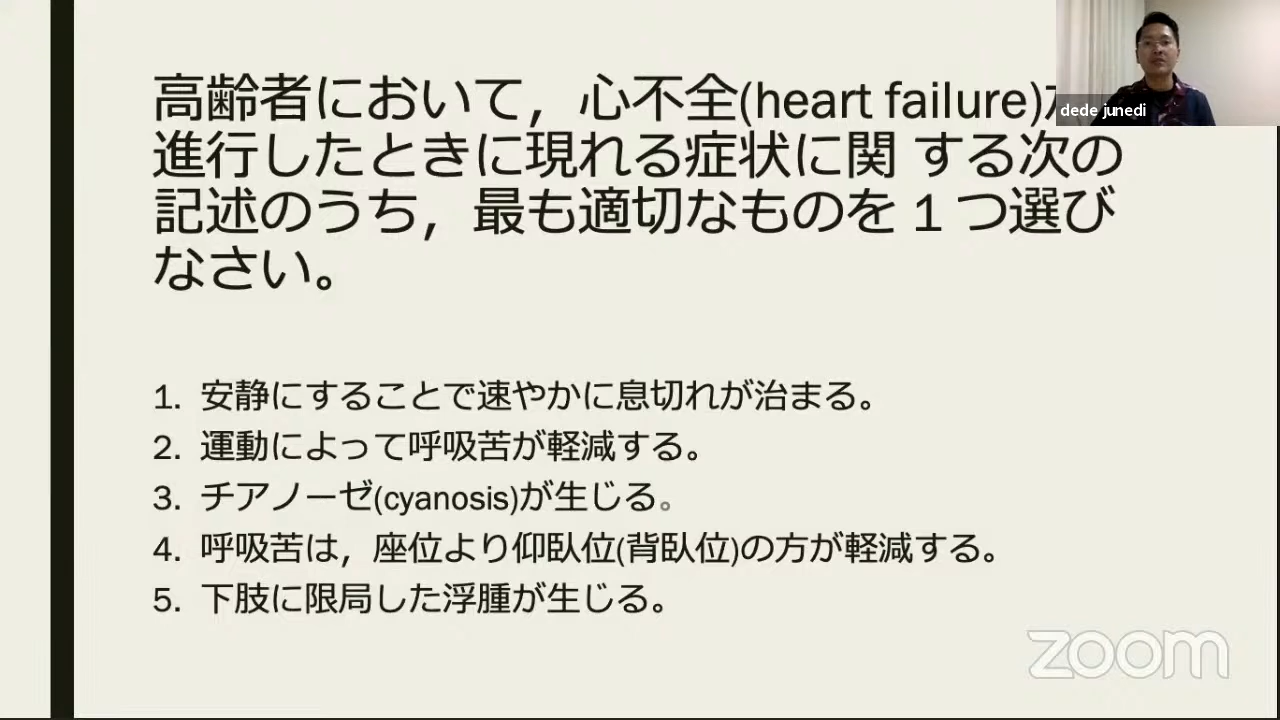 高齢者において，心不全(heart failure)
進行したときに現れる症状に関 する次の
記述のうち，最も適切なものを 1 つ選び
なさい。
1. 安静にすることで速やかに息切れが治まる。
2. 運動によって呼吸苦が軽減する。
3. チアノーゼ(cyanosis)が生じる。
4. 呼吸苦は，座位より仰臥位(背臥位)の方が軽減する。
5. 下肢に限局した浮腫が生じる。
dede junedi
zoom